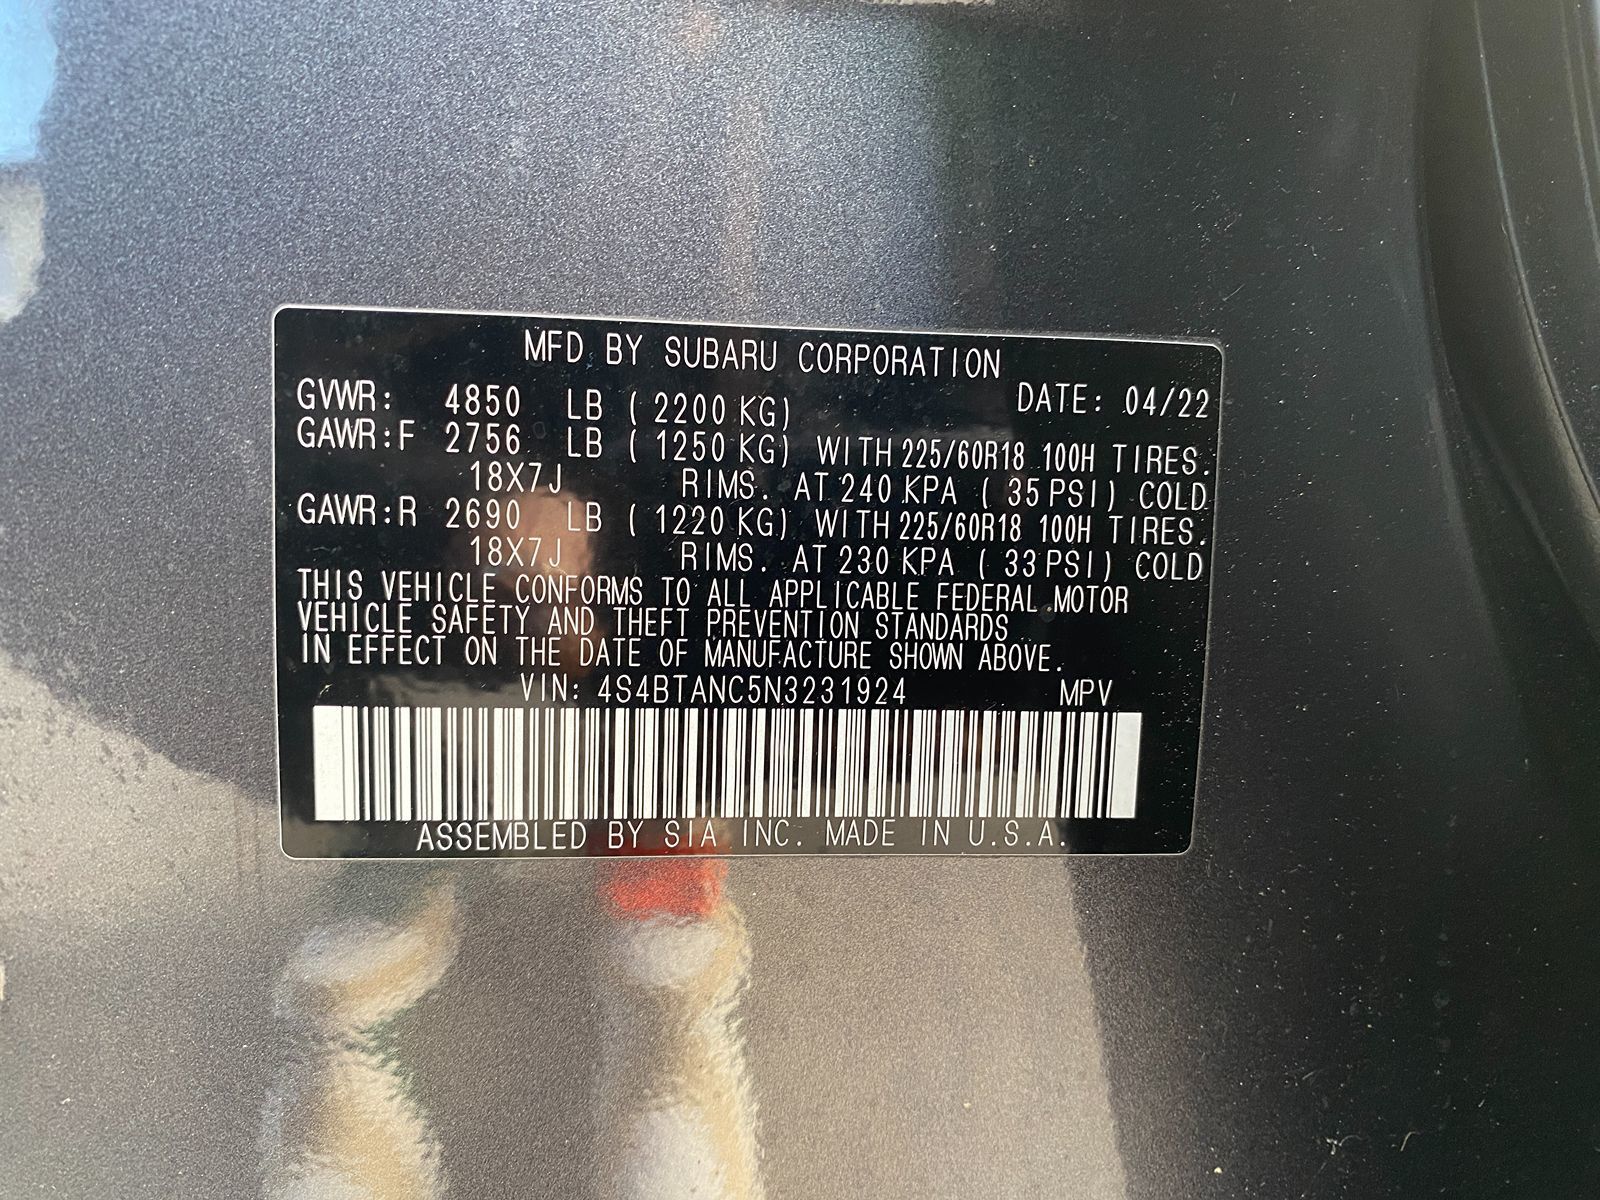 MFD BY SUBARU CORPORATION
GVWR: 4850 LB ( 2200 KG) DATE: 04/22
GAWR:F 2756 LB ( 1250 KG) WITH 225/60R18 100H TIRES.
18X7J RIMS. AT 240 KPA ( 35 PSI) COLD
GAWR:R 2690 LB ( 1220 KG) WITH 225/60R18 100H TIRES.
18X7J RIMS. AT 230 KPA ( 33 PSI) COLD
THIS VEHICLE CONFORMS TO ALL APPLICABLE FEDERAL MOTOR
VEHICLE SAFETY AND THEFT PREVENTION STANDARDS
IN EFFECT ON THE DATE OF MANUFACTURE SHOWN ABOVE.
VIN: 4S4BTANC5N3231924 MPV
ASSEMBLED BY SIA INC. MADE IN U.S.A.